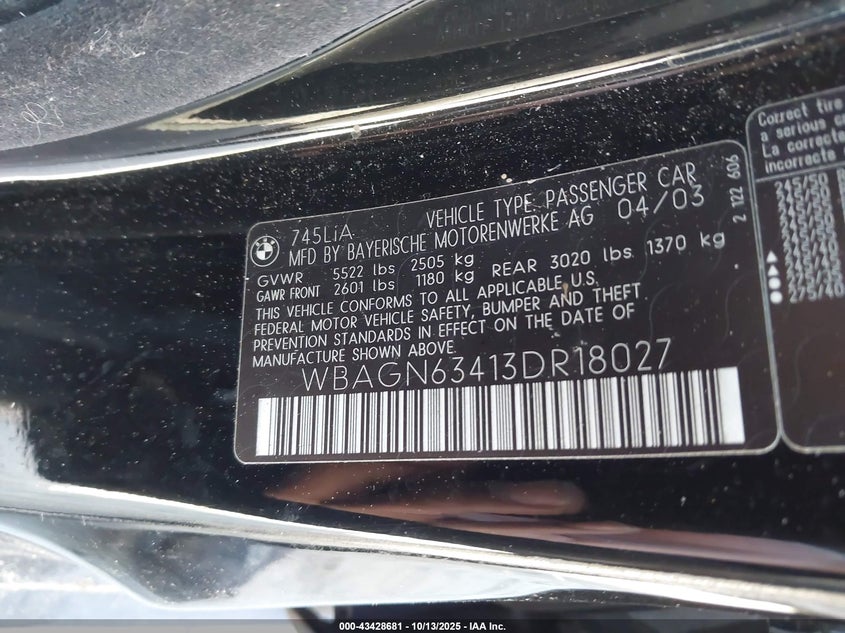 745LiA VEHICLE TYPE: PASSENGER CAR
MFD BY BAYERISCHE MOTORENWERKE AG 04/03
GVWR 5522 lbs 2505 kg
GAWR FRONT 2601 lbs 1180 kg REAR 3020 lbs 1370 kg
THIS VEHICLE CONFORMS TO ALL APPLICABLE U.S.
FEDERAL MOTOR VEHICLE SAFETY, BUMPER AND THEFT
PREVENTION STANDARDS IN EFFECT ON THE DATE OF
MANUFACTURE SHOWN ABOVE.
WBAGN63413DR18027
2 122 606
Correct tire
a serious
La correcte
incorrecte
245/50
000-43428681 - 10/13/2025 - IAA Inc.